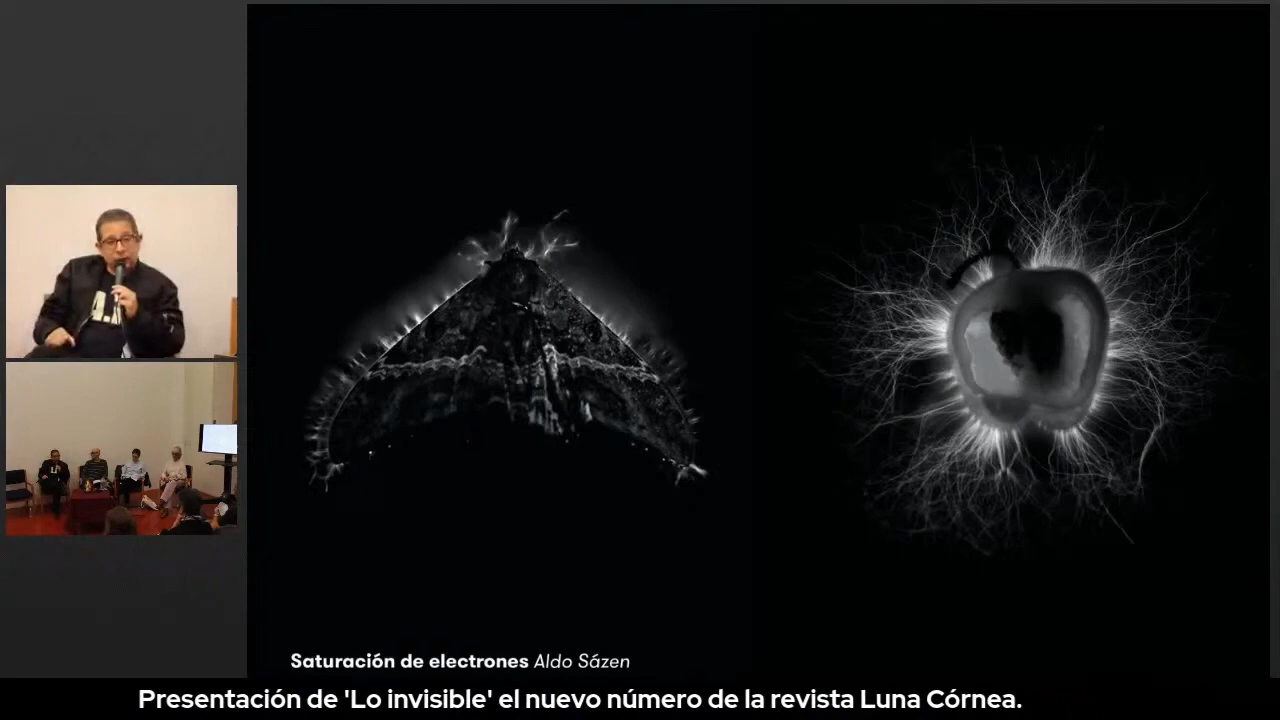 Saturación de electrones Aldo Sázen
Presentación de 'Lo invisible' el nuevo número de la revista Luna Córnea.